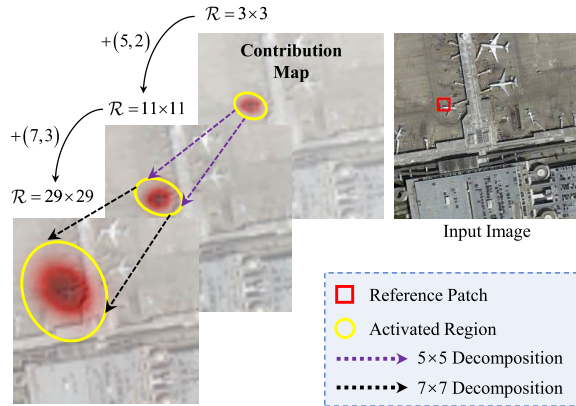 ℛ = 3×3
+(5,2)
Contribution
Map
ℛ = 11×11
+(7,3)
ℛ = 29×29
Input Image
Reference Patch
Activated Region
5×5 Decomposition
7×7 Decomposition